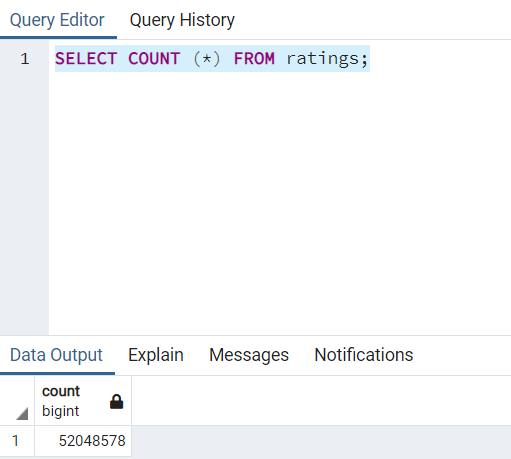 Query Editor Query History
1 SELECT COUNT (*) FROM ratings;
Data Output Explain Messages Notifications
count
bigint
1 52048578